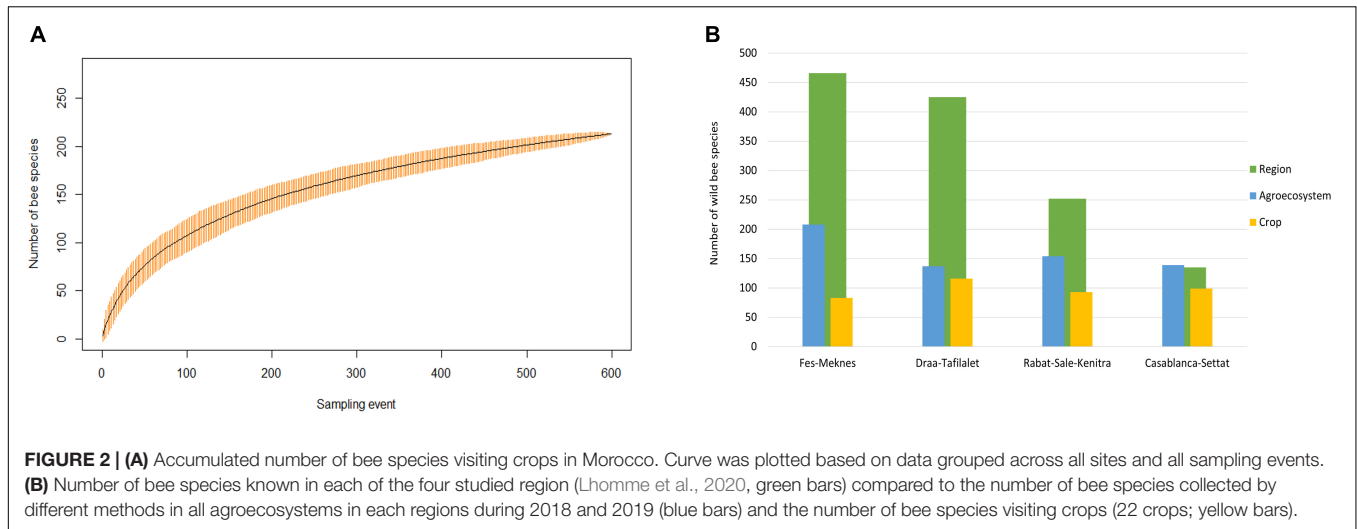 A
Number of bee species
250
200
150
100
50
0
0 100 200 300 400 500 600
Sampling event
B
Number of wild bee species
500
450
400
350
300
250
200
150
100
50
0
Fes-Meknes Draa-Tafilalet Rabat-Sale-Kenitra Casablanca-Settat
Region
Agroecosystem
Crop
FIGURE 2 | (A) Accumulated number of bee species visiting crops in Morocco. Curve was plotted based on data grouped across all sites and all sampling events.
(B) Number of bee species known in each of the four studied region (Lhomme et al., 2020, green bars) compared to the number of bee species collected by
different methods in all agroecosystems in each regions during 2018 and 2019 (blue bars) and the number of bee species visiting crops (22 crops; yellow bars).